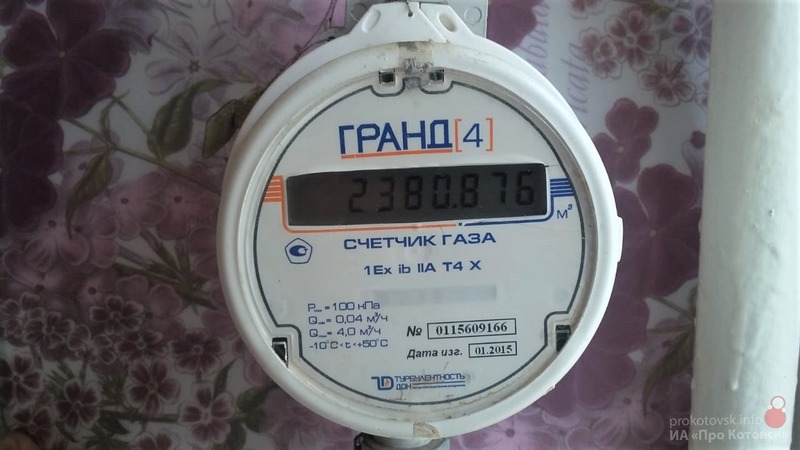 ГРАНД[4]
2380.876
м³
СЧЕТЧИК ГАЗА
1Ex ib IIA T4 X
= 100 кПа
= 0,04 м³/ч
= 4,0 м³/ч
-10°C<t<+50°C
№ 0115609166
Дата изг. 01.2015
ТУРБУЛЕНТНОСТЬ
ДОН
prokotovsk.info
ИА «Про Котовск»